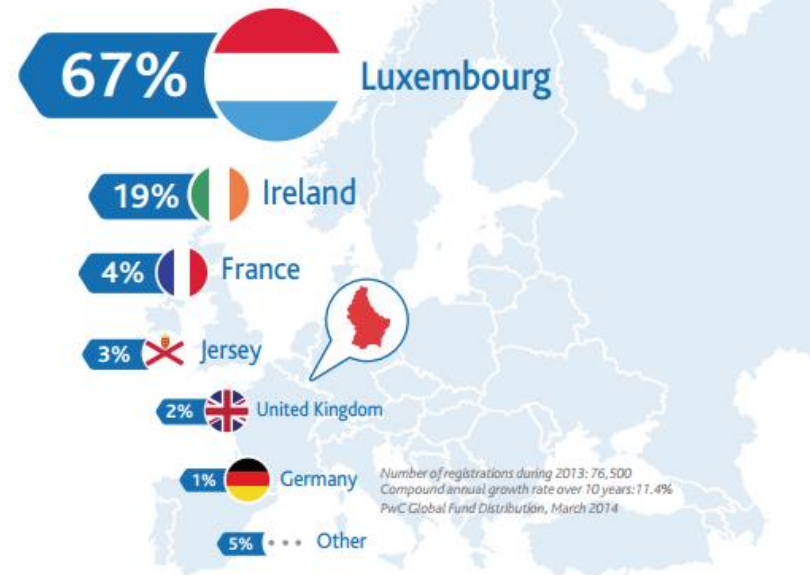 67% Luxembourg
19% Ireland
4% France
3% Jersey
2% United Kingdom
1% Germany
5% Other
Number of registrations during 2013: 76,500
Compound annual growth rate over 10 years: 11.4%
PwC Global Fund Distribution, March 2014